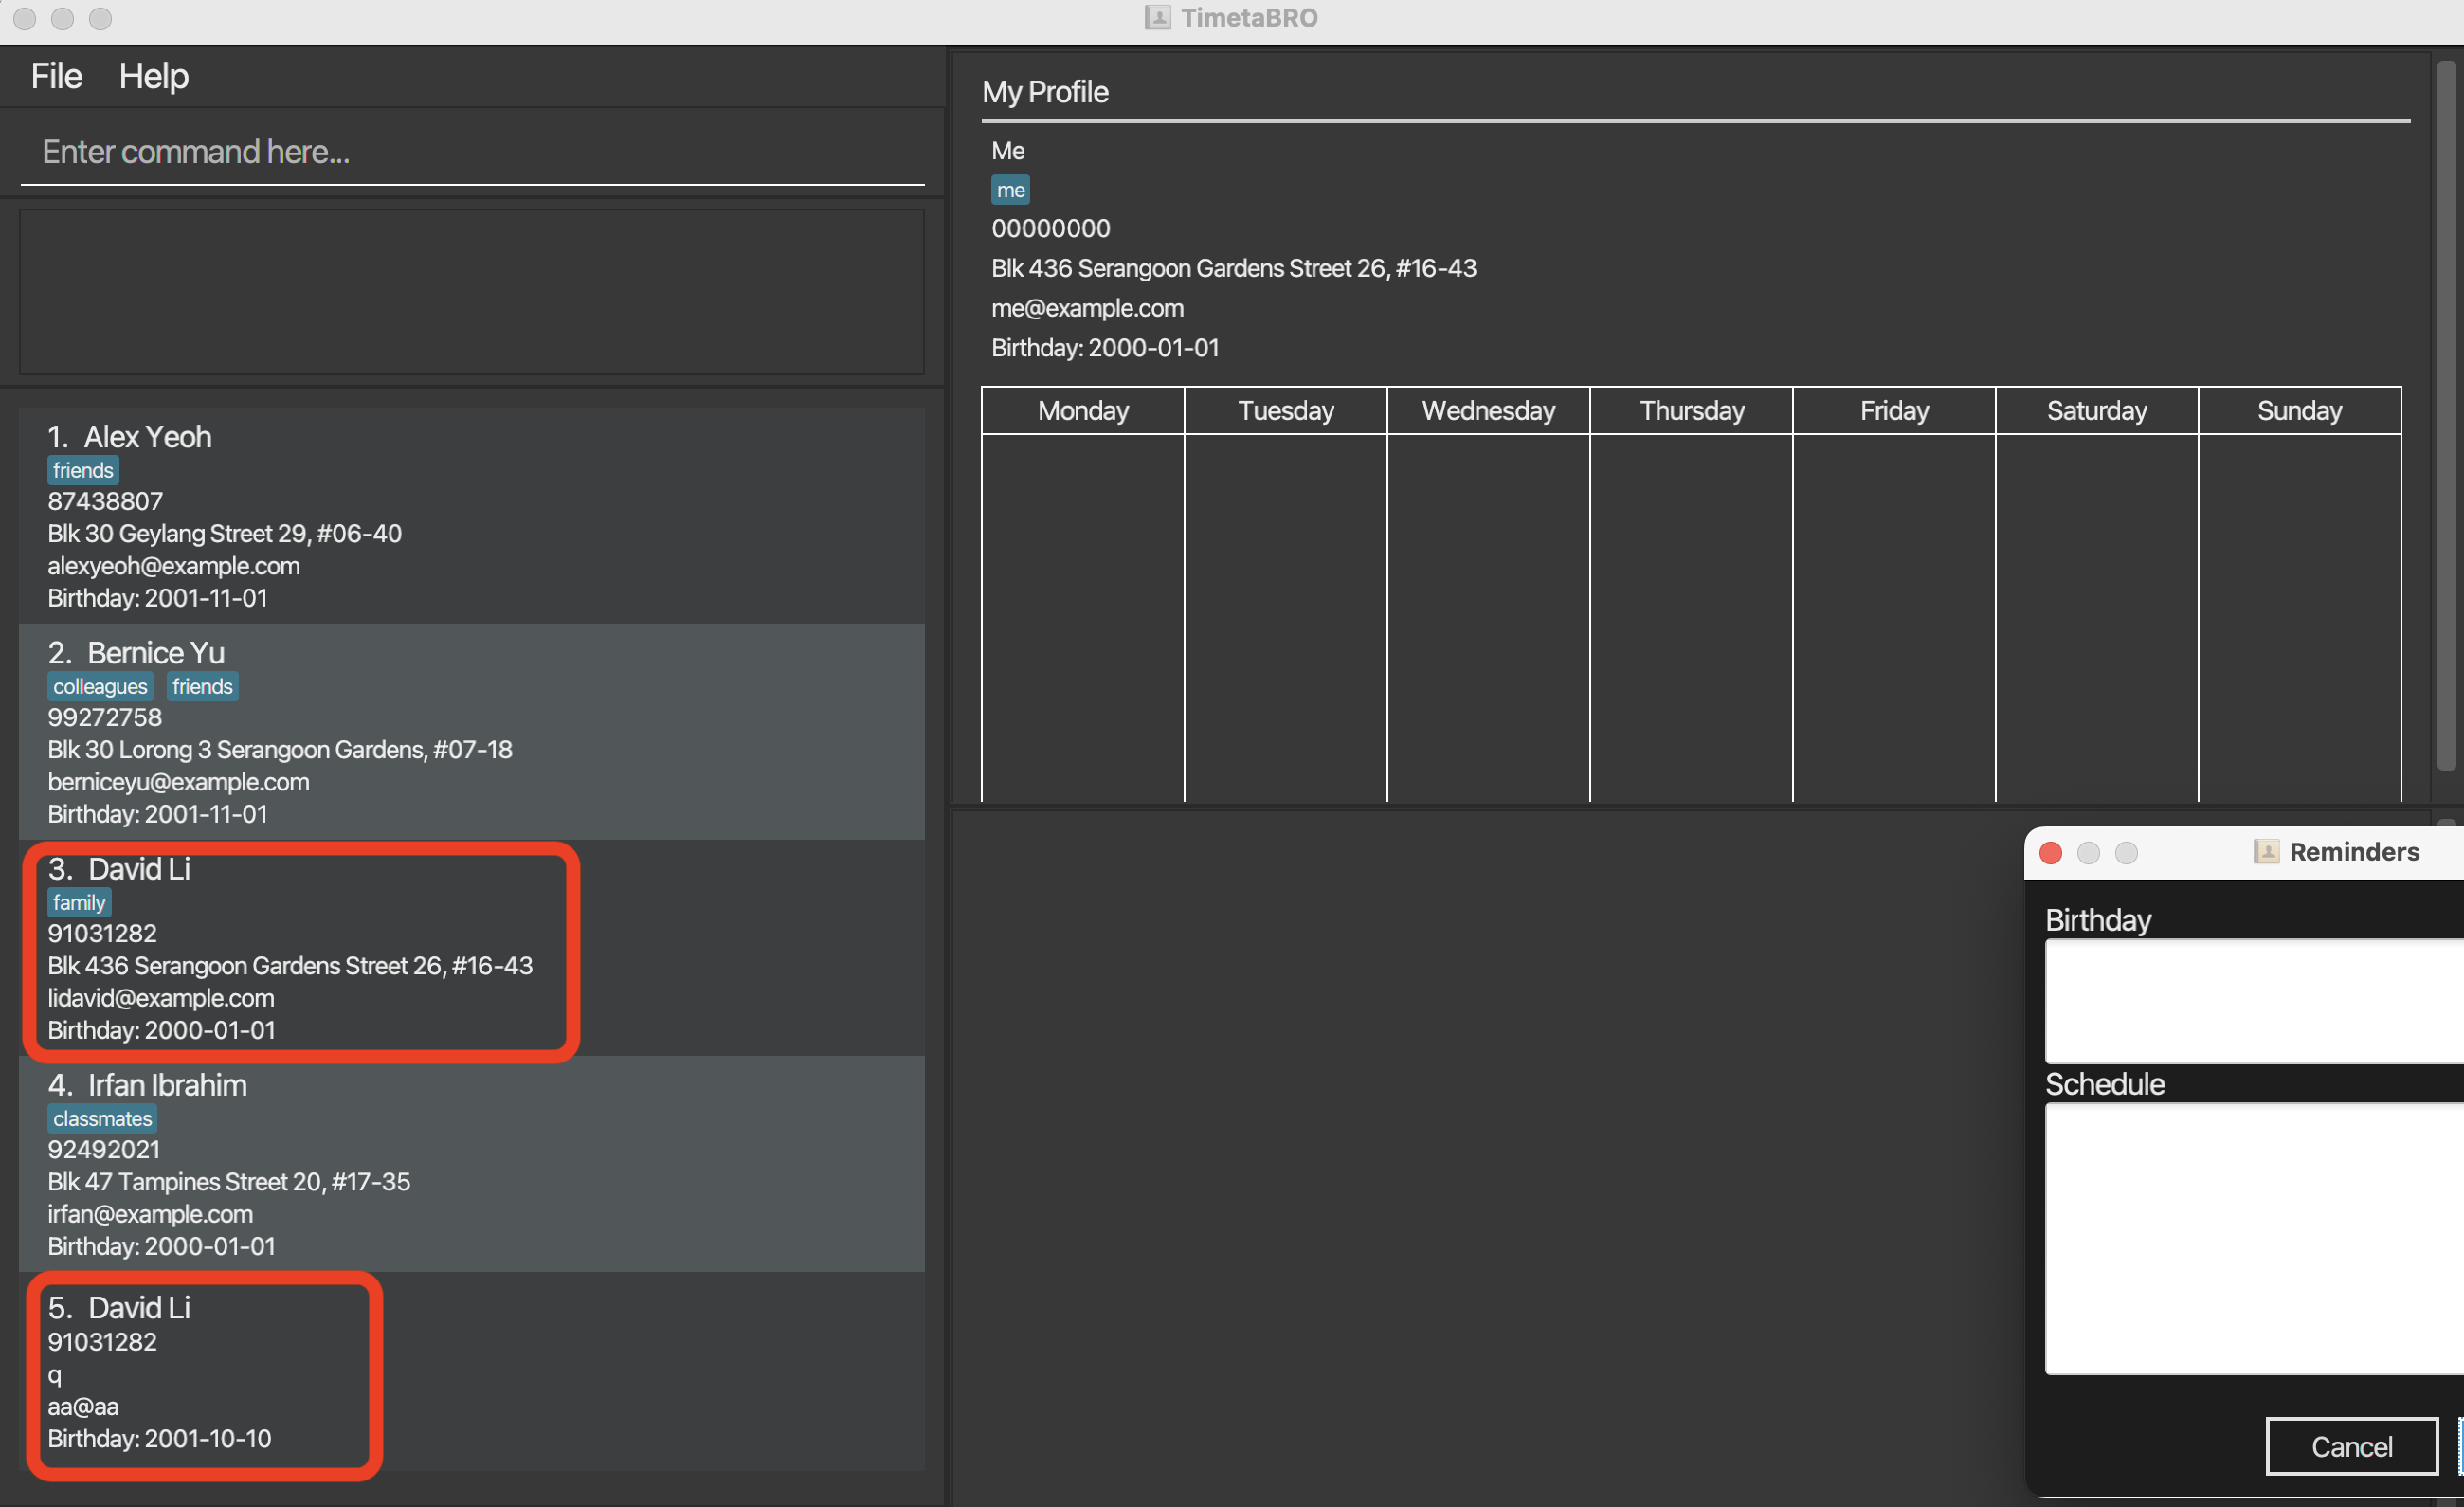 TimetaBRO
File Help
Enter command here...
1. Alex Yeoh
friends
87438807
Blk 30 Geylang Street 29, #06-40
alexyeoh@example.com
Birthday: 2001-11-01
2. Bernice Yu
colleagues friends
99272758
Blk 30 Lorong 3 Serangoon Gardens, #07-18
berniceyu@example.com
Birthday: 2001-11-01
3. David Li
family
91031282
Blk 436 Serangoon Gardens Street 26, #16-43
lidavid@example.com
Birthday: 2000-01-01
4. Irfan Ibrahim
classmates
92492021
Blk 47 Tampines Street 20, #17-35
irfan@example.com
Birthday: 2000-01-01
5. David Li
91031282
q
aa@aa
Birthday: 2001-10-10
My Profile
Me
me
00000000
Blk 436 Serangoon Gardens Street 26, #16-43
me@example.com
Birthday: 2000-01-01
Monday Tuesday Wednesday Thursday Friday Saturday Sunday
Reminders
Birthday
Schedule
Cancel